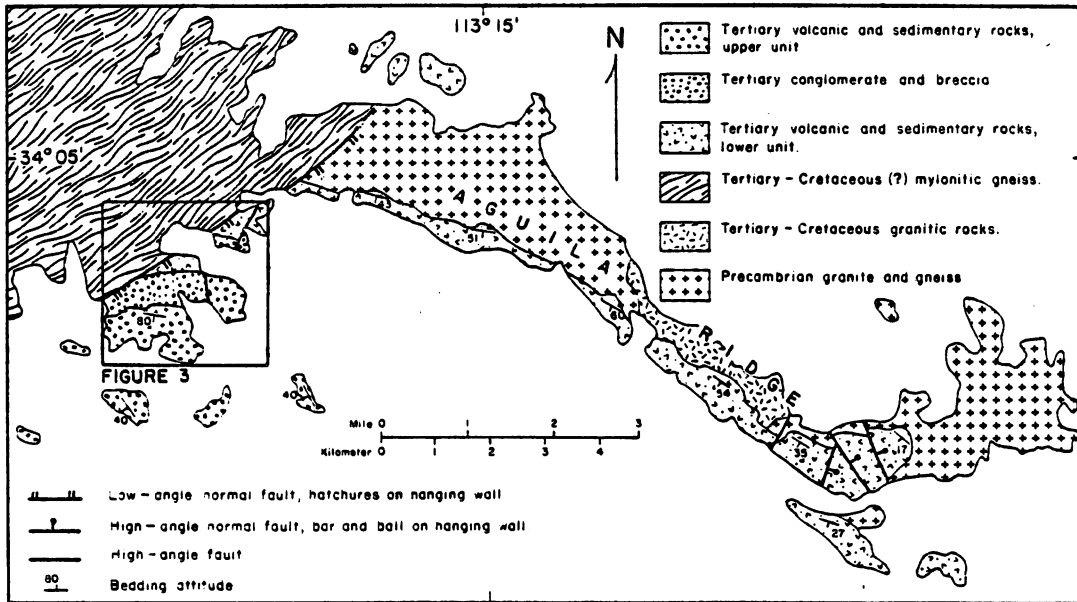 113° 15'
N
34° 05'
Tertiary volcanic and sedimentary rocks,
upper unit
Tertiary conglomerate and breccia
Tertiary volcanic and sedimentary rocks,
lower unit.
Tertiary - Cretaceous (?) mylonitic gneiss.
Tertiary - Cretaceous granitic rocks.
Precambrian granite and gneiss
AGUILA RIDGE
51
60
54
35
17
27
80
FIGURE 3
40
40
Mile 0 1 2 3
Kilometer 0 1 2 3 4
Low-angle normal fault, hatchures on hanging wall
High-angle normal fault, bar and ball on hanging wall
High-angle fault
80 Bedding attitude